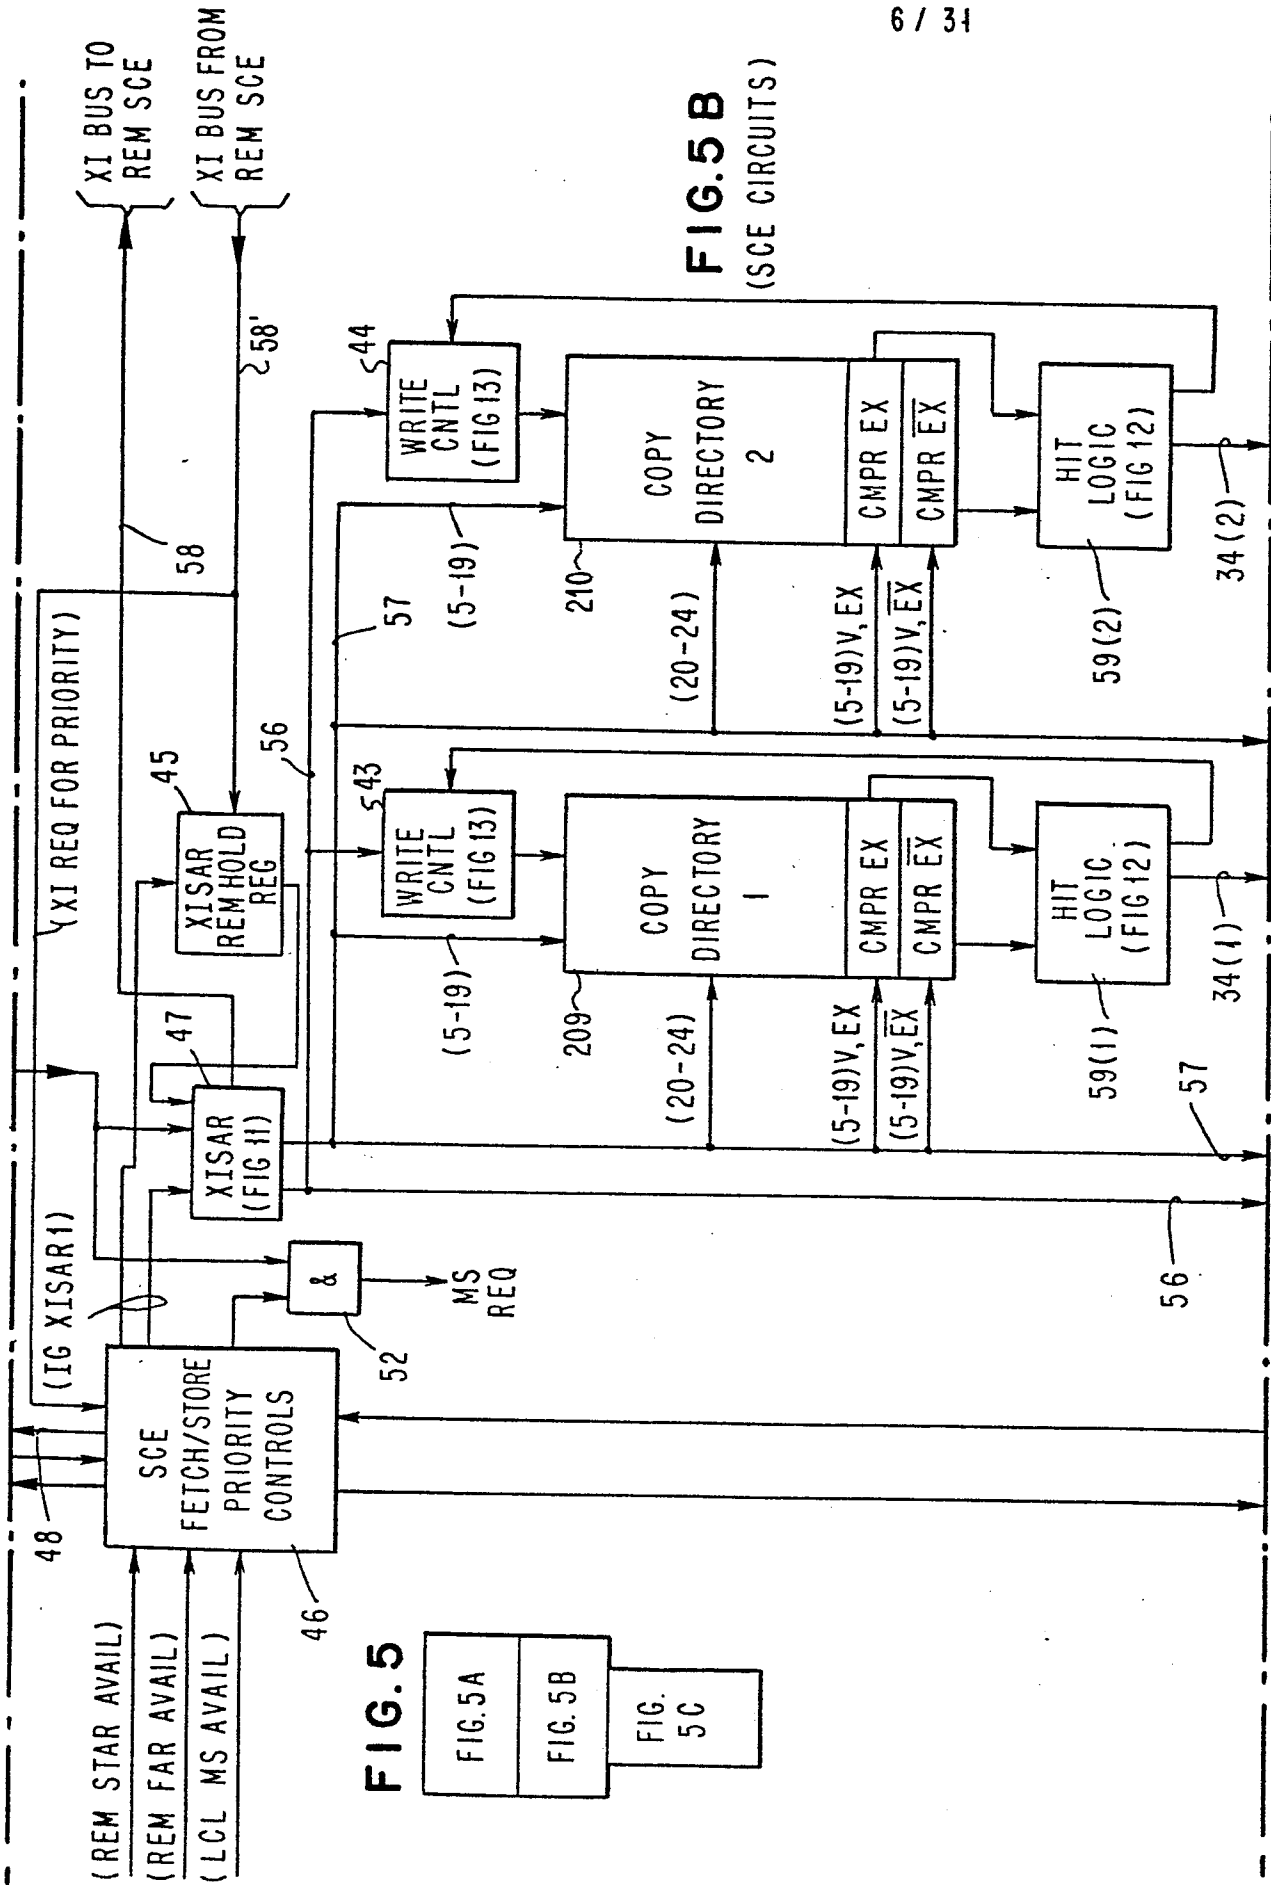 6 / 31
XI BUS TO
REM SCE
XI BUS FROM
REM SCE
(XI REQ FOR PRIORITY)
58
58'
45
XISAR
REM HOLD
REG
47
XISAR
(FIG 11)
(IG XISAR1)
48
SCE
FETCH/STORE
PRIORITY
CONTROLS
46
(REM STAR AVAIL)
(REM FAR AVAIL)
(LCL MS AVAIL)
&
52
MS
REQ
56
57
43
WRITE
CNTL
(FIG 13)
44
WRITE
CNTL
(FIG 13)
(5-19)
(5-19)
209
COPY
DIRECTORY
1
CMPR EX
CMPR E̅X̅
210
COPY
DIRECTORY
2
CMPR EX
CMPR E̅X̅
(20-24)
(5-19)V,EX
(5-19)V,E̅X̅
(20-24)
(5-19)V,EX
(5-19)V,E̅X̅
HIT
LOGIC
(FIG 12)
59(1)
34(1)
HIT
LOGIC
(FIG 12)
59(2)
34(2)
56
57
FIG.5
FIG.5A
FIG.5B
FIG.
5C
FIG.5B
(SCE CIRCUITS)